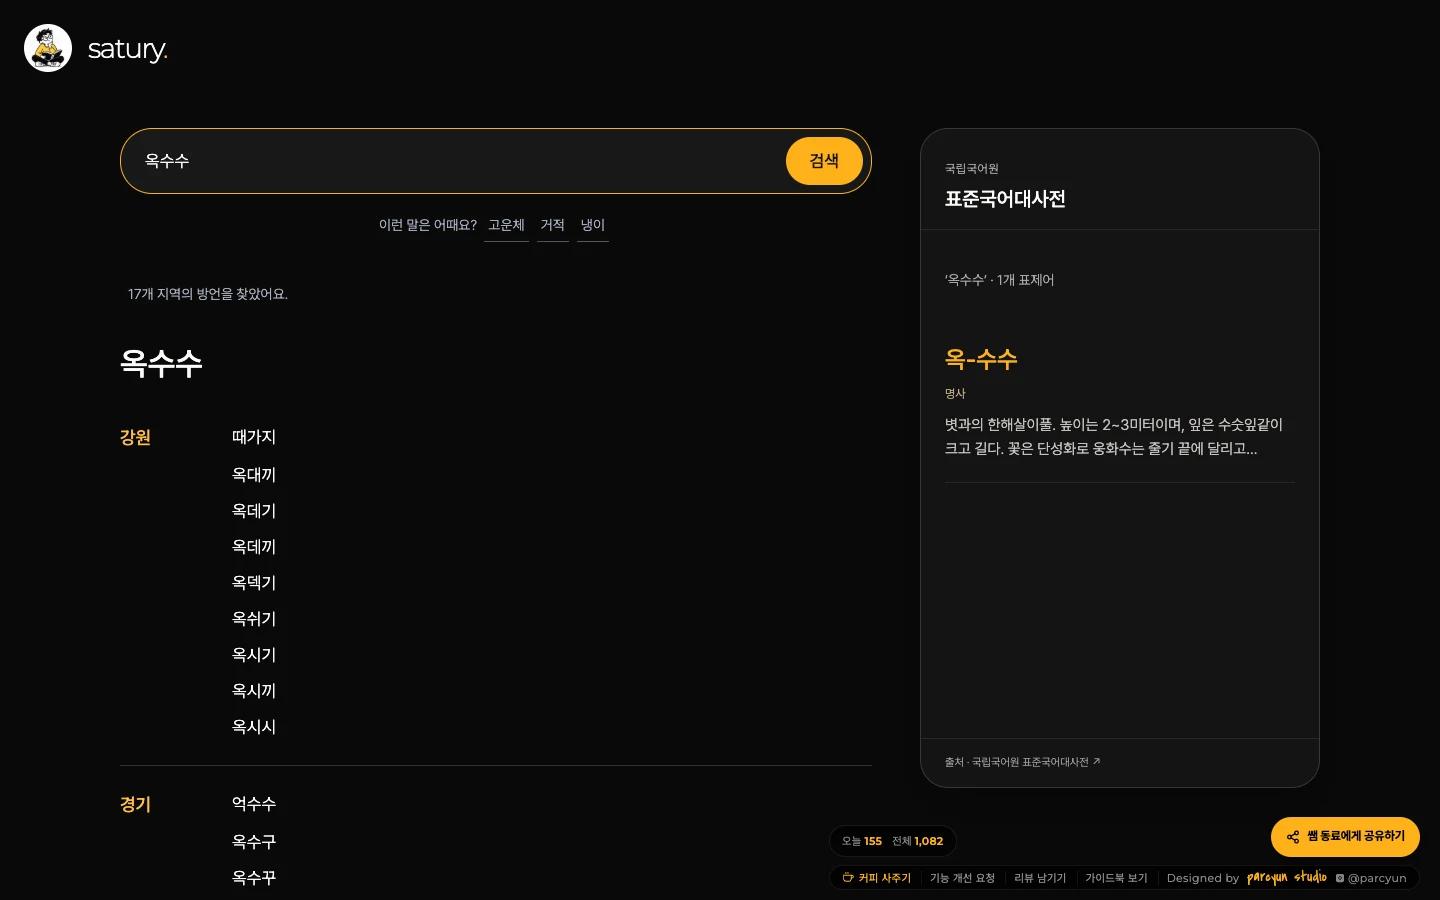 satury.
옥수수
검색
이런 말은 어때요? 고운체 거적 냉이
17개 지역의 방언을 찾았어요.
옥수수
강원
때가지
옥대끼
옥데기
옥데끼
옥덱기
옥쉬기
옥시기
옥시끼
옥시시
경기
억수수
옥수구
옥수꾸
국립국어원
표준국어대사전
‘옥수수’ · 1개 표제어
옥-수수
명사
볏과의 한해살이풀. 높이는 2~3미터이며, 잎은 수숫잎같이
크고 길다. 꽃은 단성화로 웅화수는 줄기 끝에 달리고...
출처 · 국립국어원 표준국어대사전 ↗
오늘 155 전체 1,082
쌤 동료에게 공유하기
커피 사주기 기능 개선 요청 리뷰 남기기 가이드북 보기 Designed by parcyun studio @parcyun